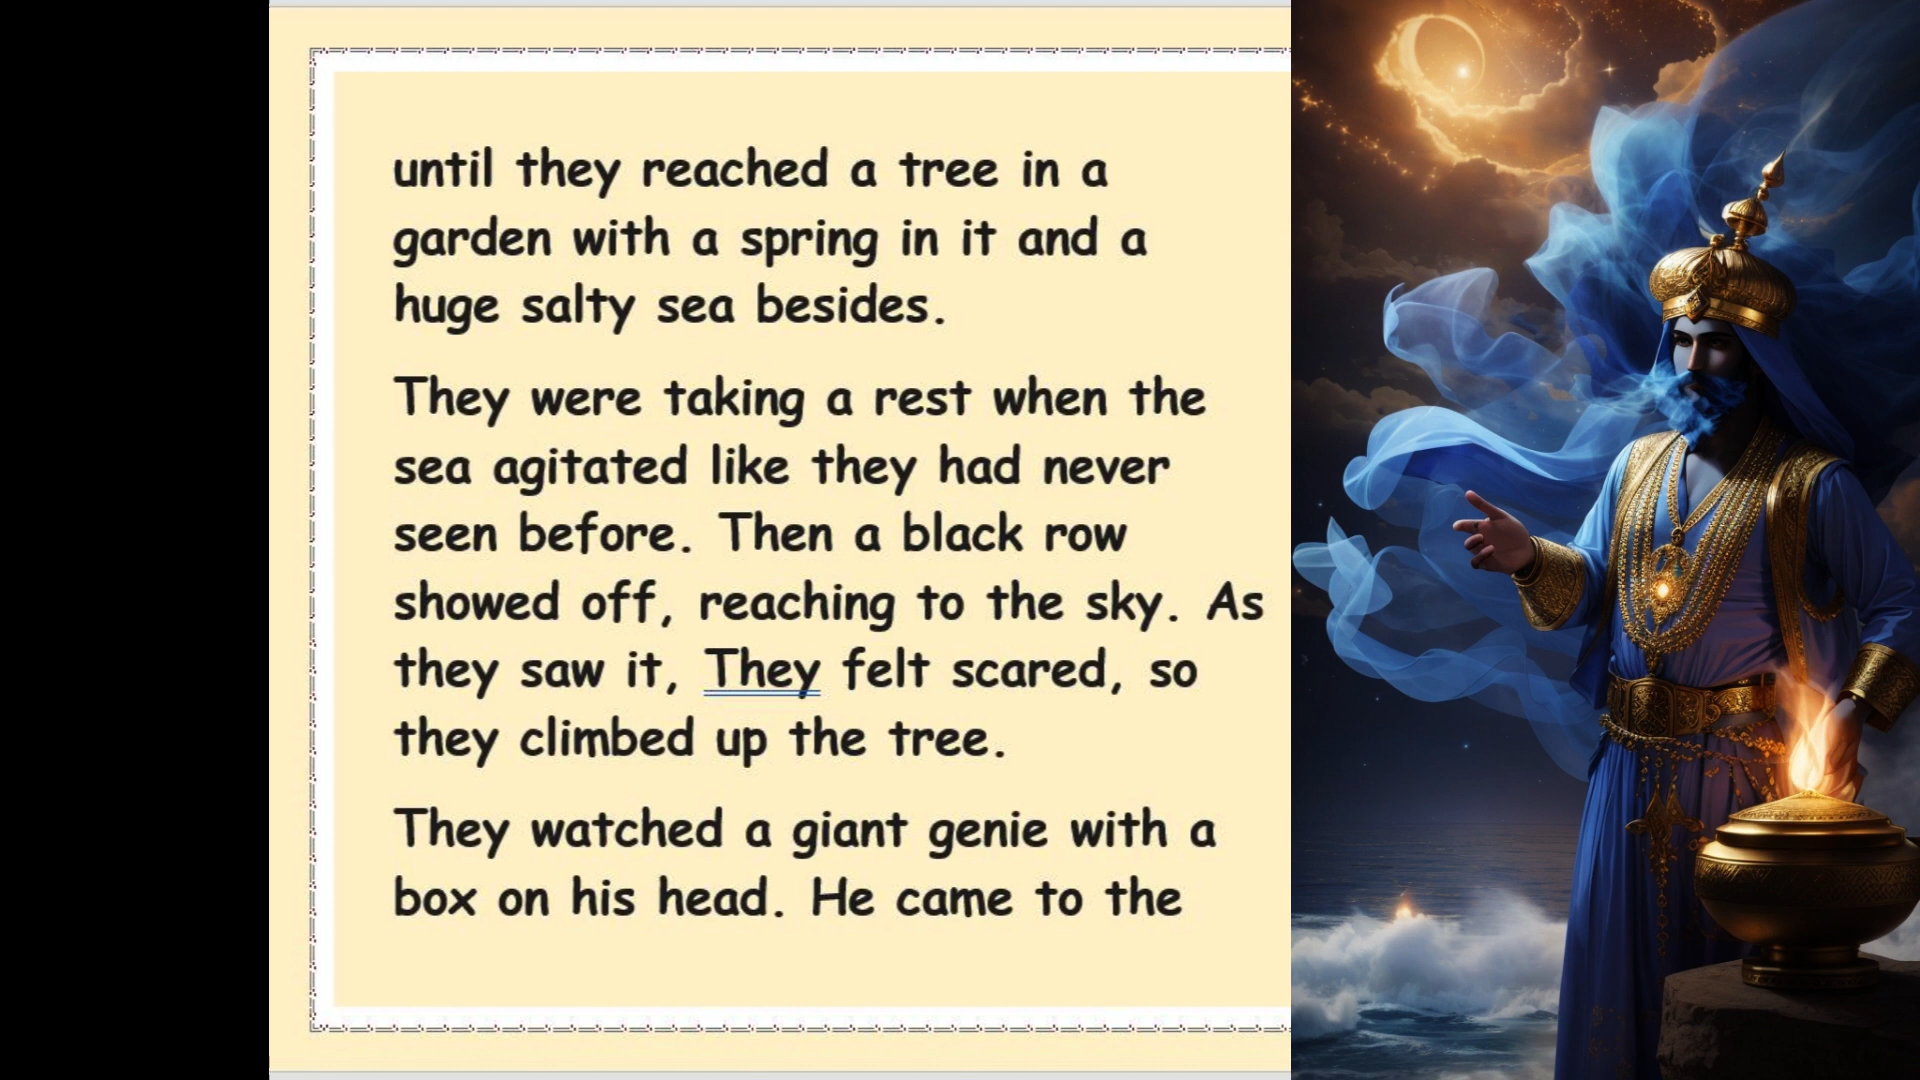 until they reached a tree in a
garden with a spring in it and a
huge salty sea besides.
They were taking a rest when the
sea agitated like they had never
seen before. Then a black row
showed off, reaching to the sky. As
they saw it, They felt scared, so
they climbed up the tree.
They watched a giant genie with a
box on his head. He came to the